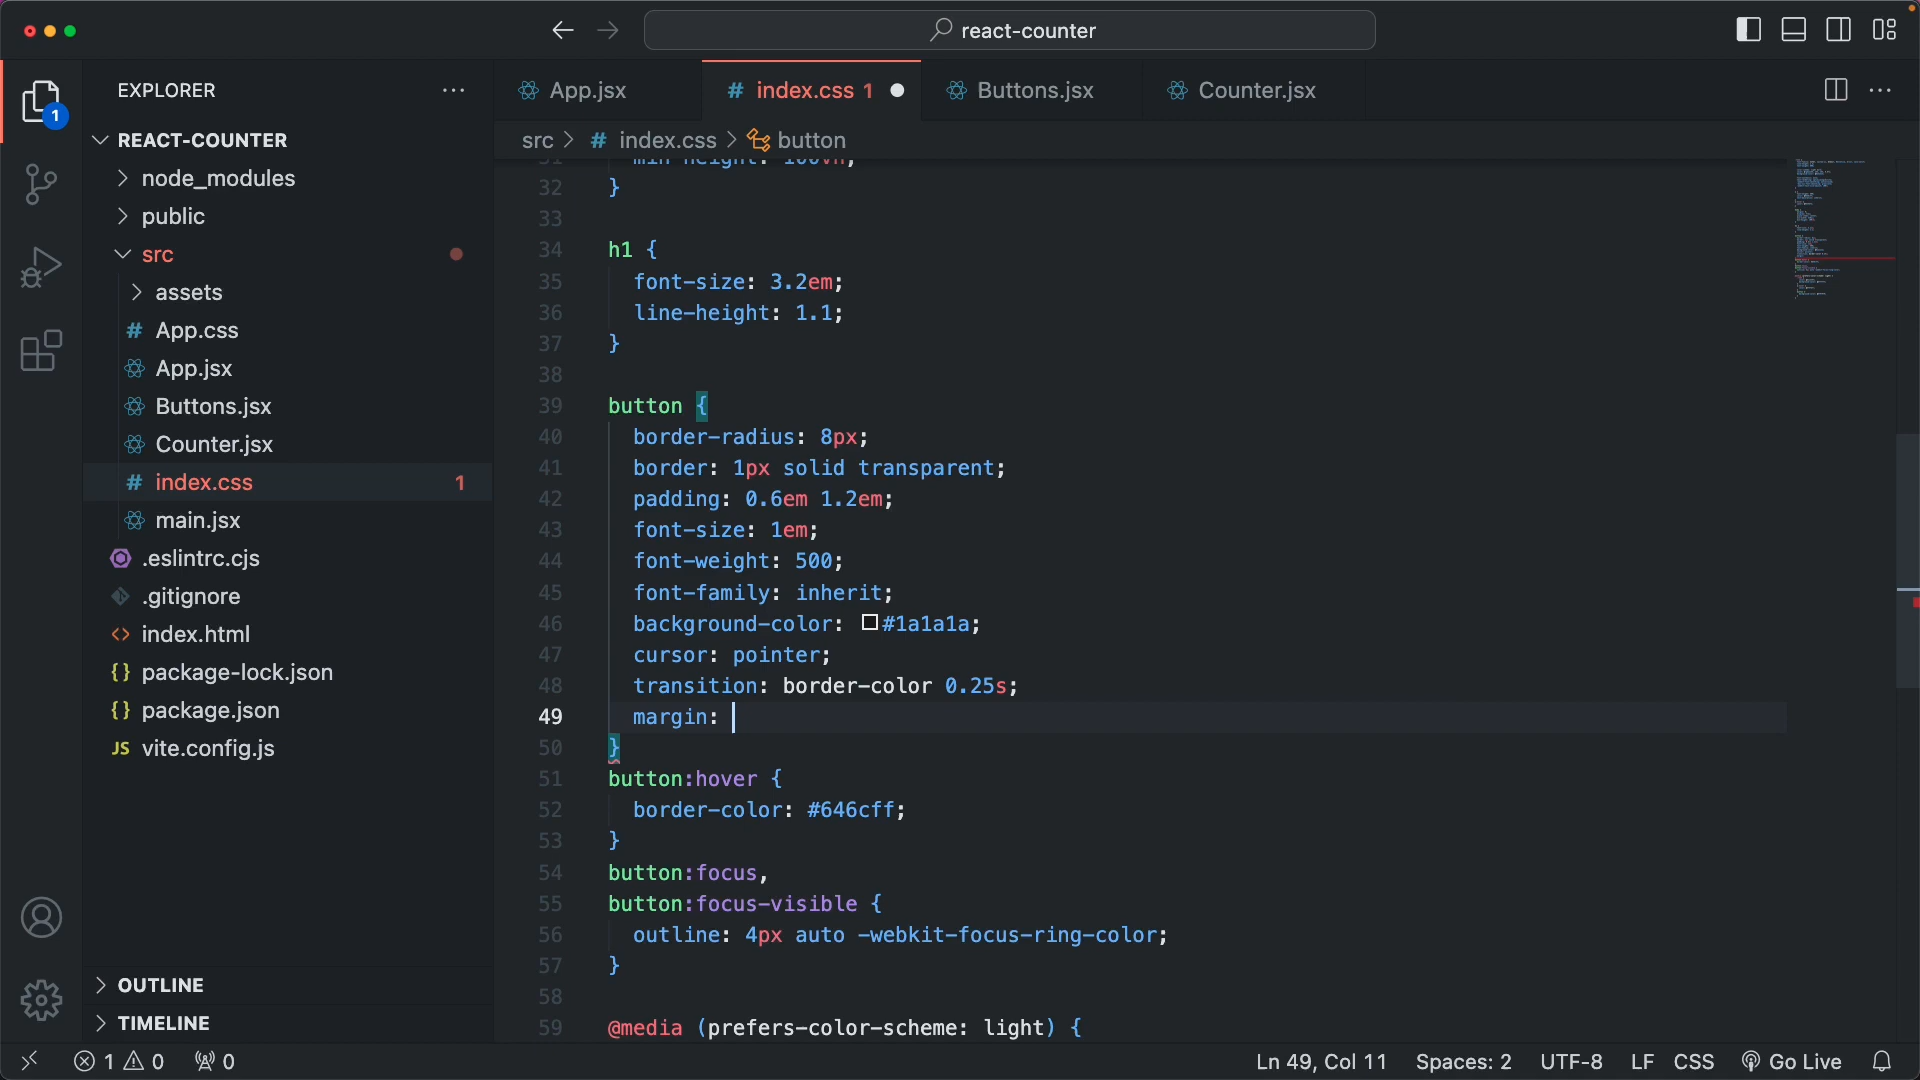 react-counter
1
EXPLORER
REACT-COUNTER
node_modules
public
src
assets
# App.css
App.jsx
Buttons.jsx
Counter.jsx
# index.css 1
main.jsx
.eslintrc.cjs
.gitignore
<> index.html
{} package-lock.json
{} package.json
JS vite.config.js
OUTLINE
TIMELINE
App.jsx
# index.css 1
Buttons.jsx
Counter.jsx
src > # index.css > button
31 min-height: 100vh;
32 }
33
34 h1 {
35 font-size: 3.2em;
36 line-height: 1.1;
37 }
38
39 button {
40 border-radius: 8px;
41 border: 1px solid transparent;
42 padding: 0.6em 1.2em;
43 font-size: 1em;
44 font-weight: 500;
45 font-family: inherit;
46 background-color: #1a1a1a;
47 cursor: pointer;
48 transition: border-color 0.25s;
49 margin:
50 }
51 button:hover {
52 border-color: #646cff;
53 }
54 button:focus,
55 button:focus-visible {
56 outline: 4px auto -webkit-focus-ring-color;
57 }
58
59 @media (prefers-color-scheme: light) {
1 0 0 Ln 49, Col 11 Spaces: 2 UTF-8 LF CSS Go Live